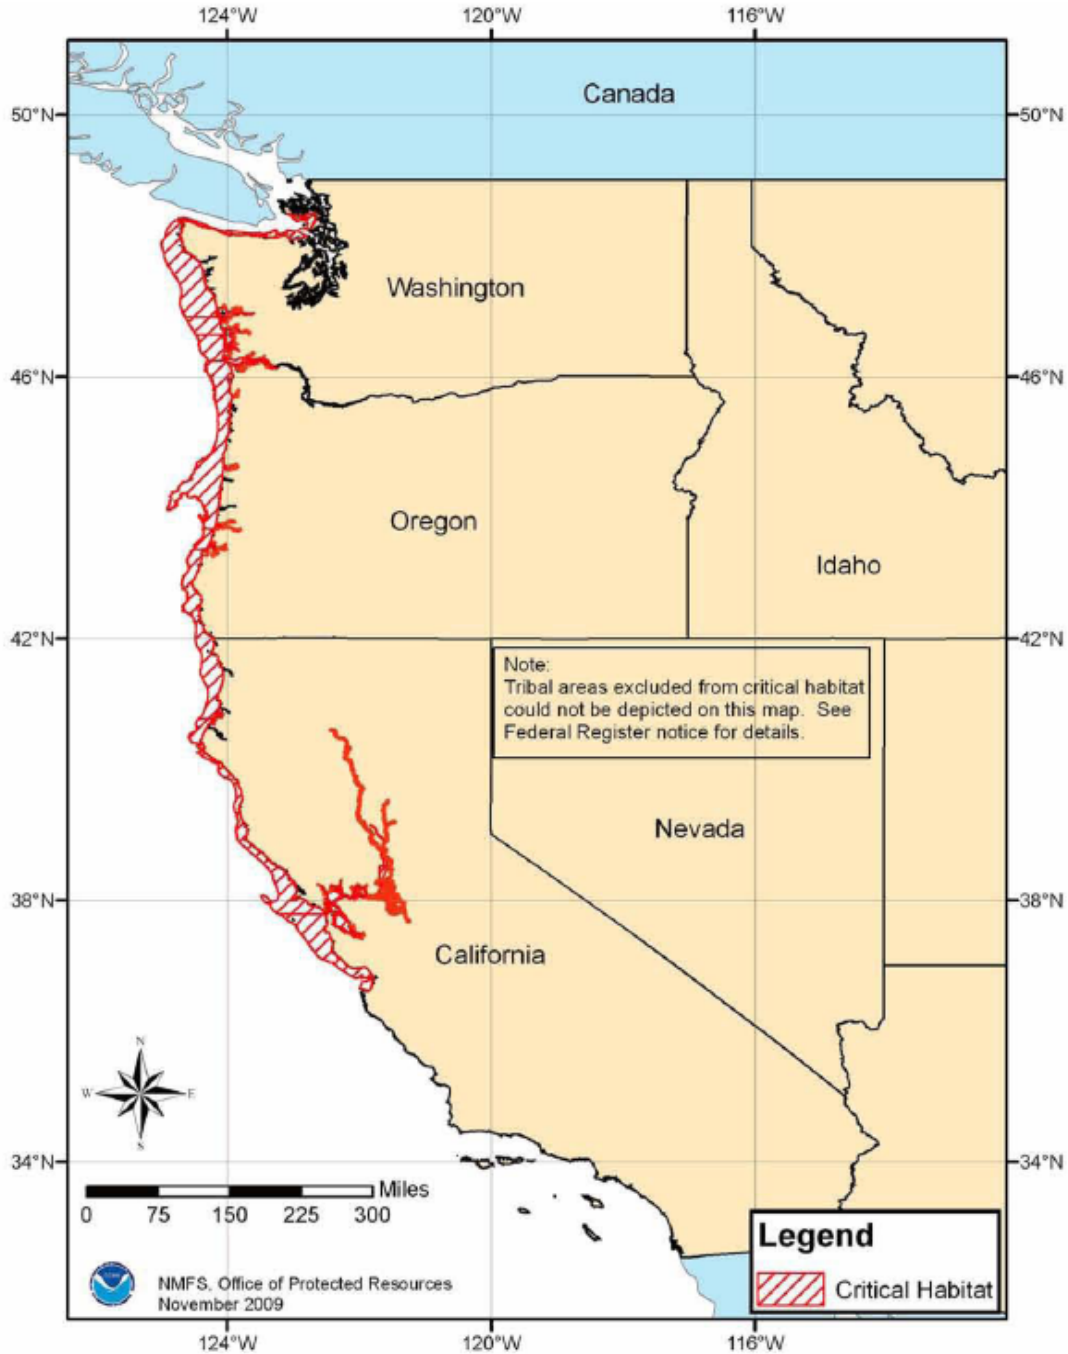 124°W 120°W 116°W
Canada
50°N 50°N
Washington
46°N 46°N
Oregon
Idaho
42°N 42°N
Note:
Tribal areas excluded from critical habitat
could not be depicted on this map. See
Federal Register notice for details.
Nevada
38°N 38°N
California
N
W E
S
34°N 34°N
Miles
0 75 150 225 300
Legend
Critical Habitat
NMFS, Office of Protected Resources
November 2009
124°W 120°W 116°W